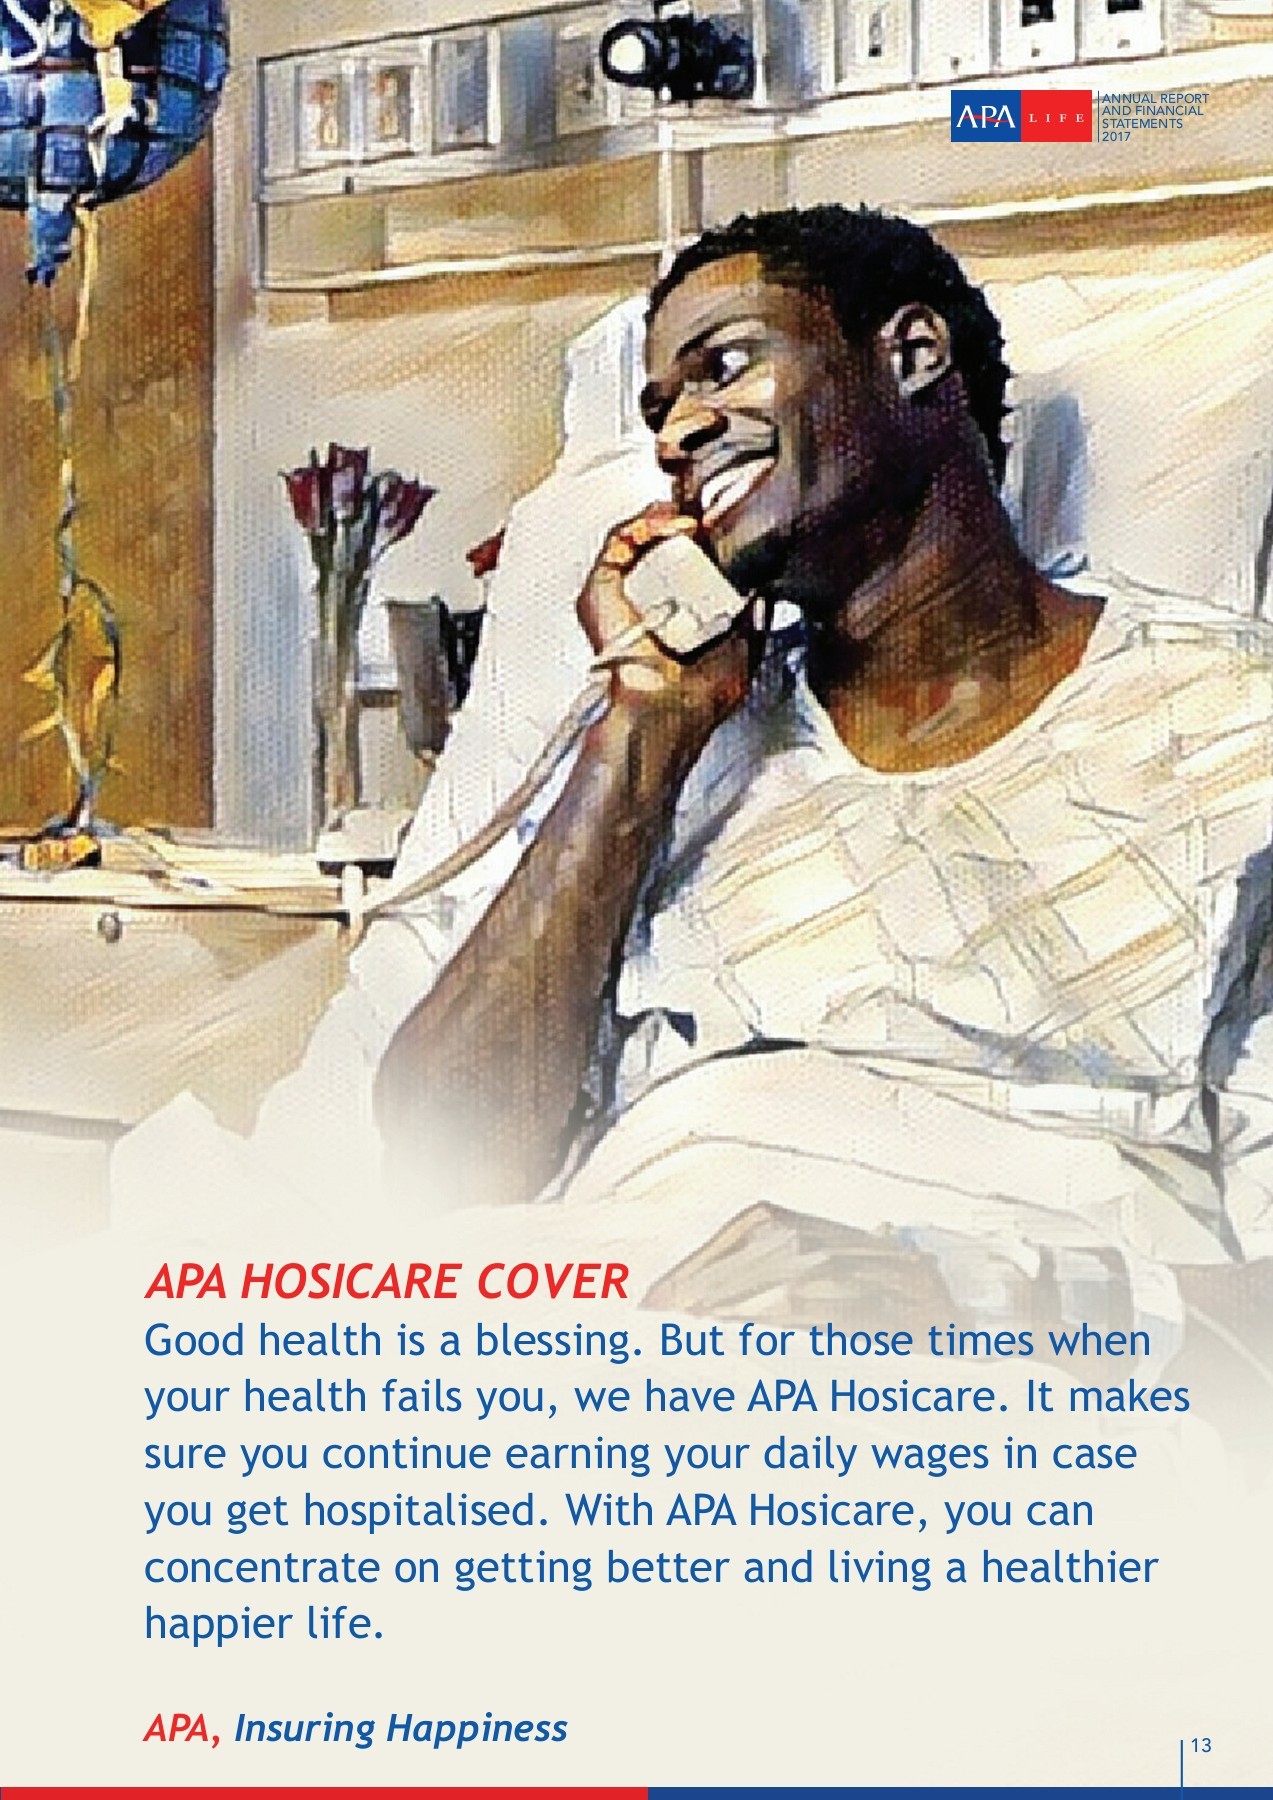 APA LIFE
ANNUAL REPORT
AND FINANCIAL
STATEMENTS
2017
APA HOSICARE COVER
Good health is a blessing. But for those times when
your health fails you, we have APA Hosicare. It makes
sure you continue earning your daily wages in case
you get hospitalised. With APA Hosicare, you can
concentrate on getting better and living a healthier
happier life.
APA, Insuring Happiness
13